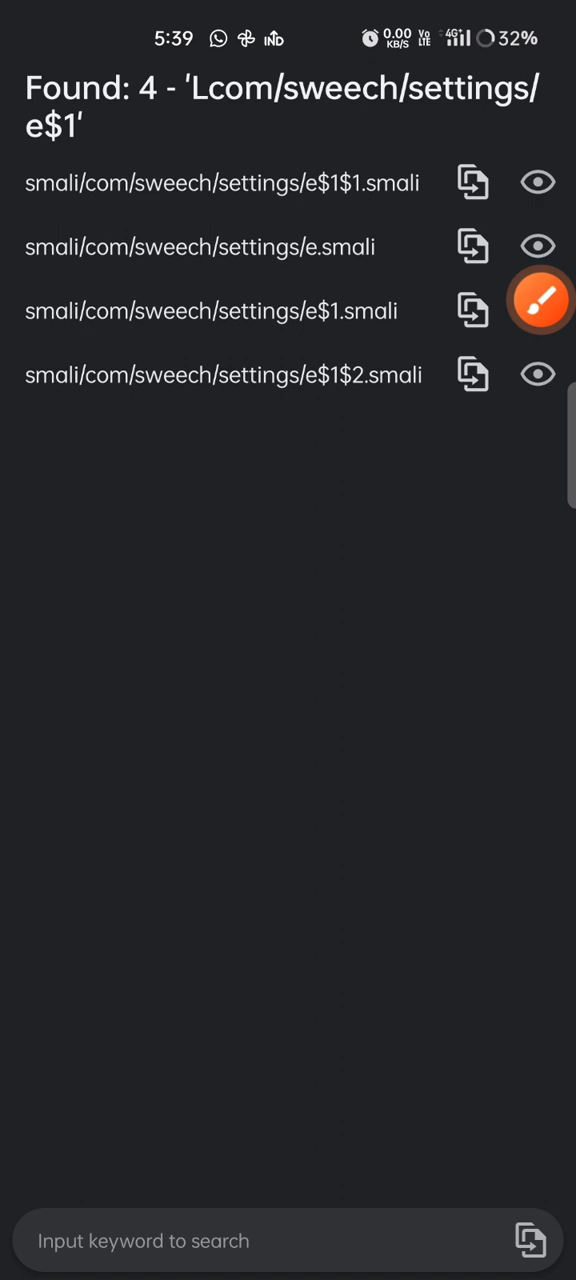 5:39 IND 0.00 KB/S Vo LTE 4G+ 32%
Found: 4 - 'Lcom/sweech/settings/
e$1'
smali/com/sweech/settings/e$1$1.smali
smali/com/sweech/settings/e.smali
smali/com/sweech/settings/e$1.smali
smali/com/sweech/settings/e$1$2.smali
Input keyword to search